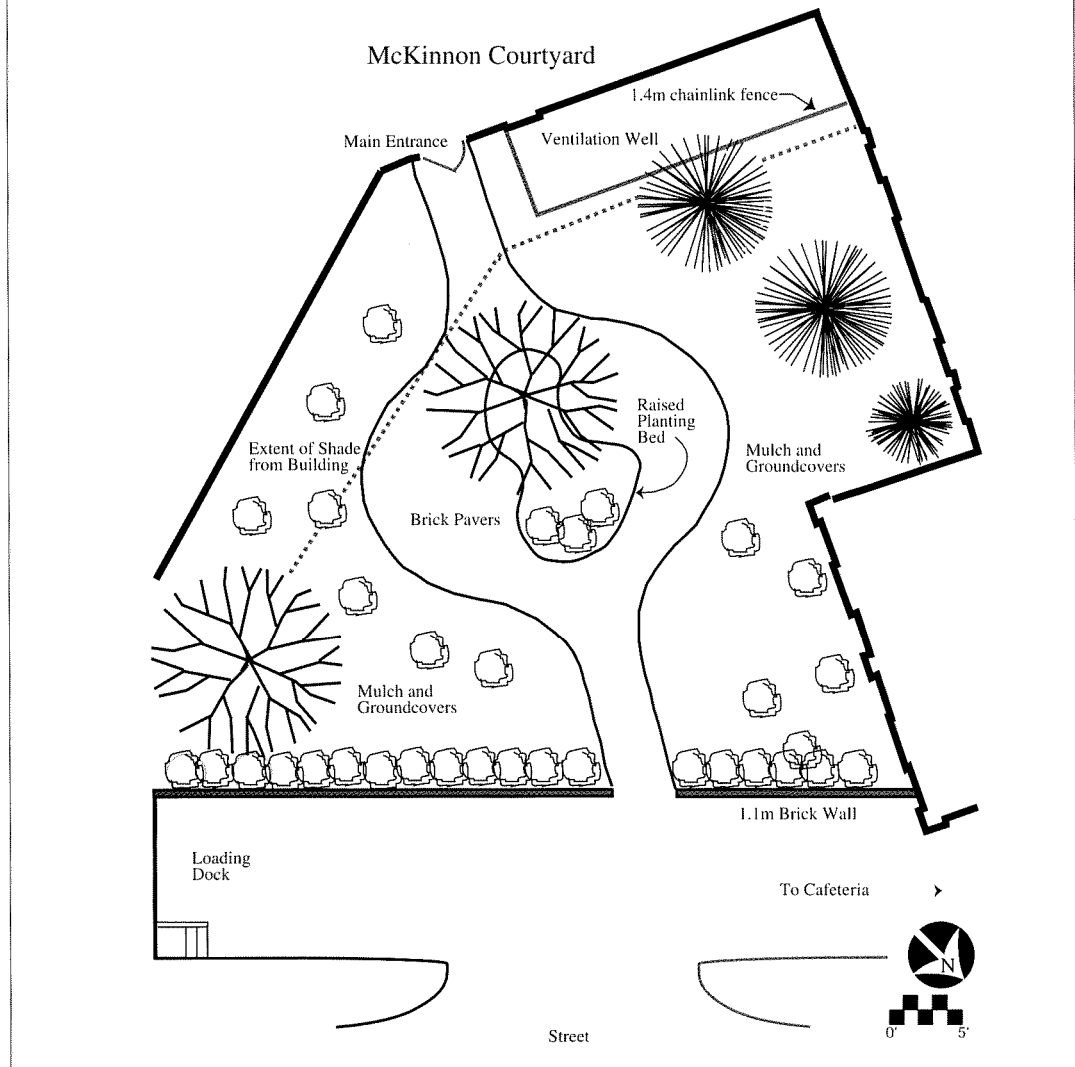 McKinnon Courtyard
1.4m chainlink fence
Main Entrance
Ventilation Well
Raised
Planting
Bed
Extent of Shade
from Building
Mulch and
Groundcovers
Brick Pavers
Mulch and
Groundcovers
1.1m Brick Wall
Loading
Dock
To Cafeteria
N
0' 5'
Street